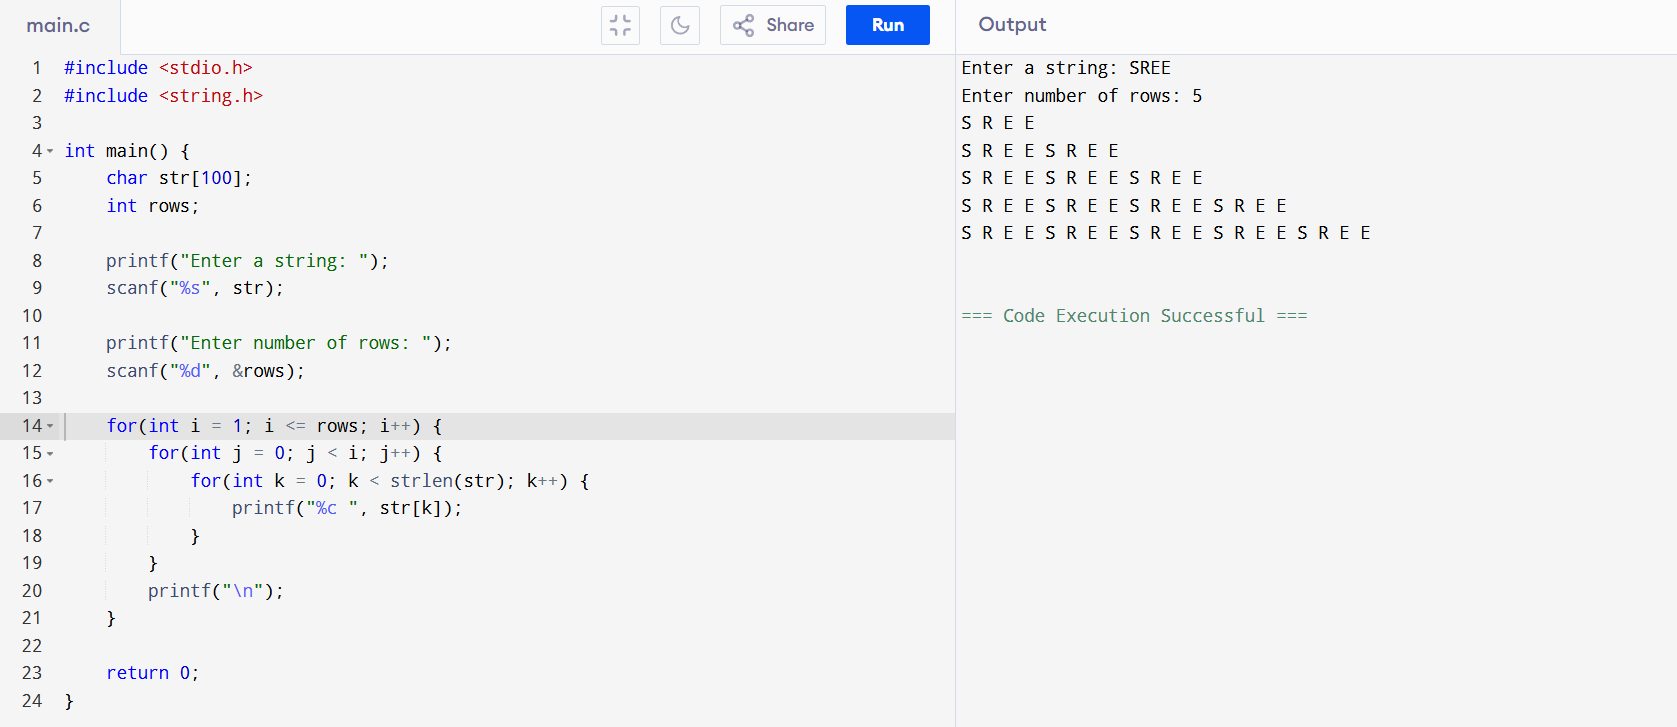 main.c
Share
Run
Output
1 #include <stdio.h>
2 #include <string.h>
3
4 int main() {
5     char str[100];
6     int rows;
7
8     printf("Enter a string: ");
9     scanf("%s", str);
10
11     printf("Enter number of rows: ");
12     scanf("%d", &rows);
13
14     for(int i = 1; i <= rows; i++) {
15         for(int j = 0; j < i; j++) {
16             for(int k = 0; k < strlen(str); k++) {
17                 printf("%c ", str[k]);
18             }
19         }
20         printf("\n");
21     }
22
23     return 0;
24 }
Enter a string: SREE
Enter number of rows: 5
S R E E
S R E E S R E E
S R E E S R E E S R E E
S R E E S R E E S R E E S R E E
S R E E S R E E S R E E S R E E S R E E
=== Code Execution Successful ===